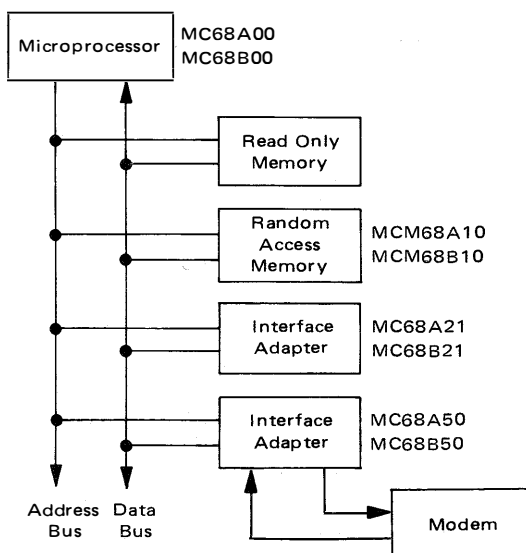 Microprocessor
MC68A00
MC68B00
Read Only
Memory
Random
Access
Memory
MCM68A10
MCM68B10
Interface
Adapter
MC68A21
MC68B21
Interface
Adapter
MC68A50
MC68B50
Address
Bus
Data
Bus
Modem